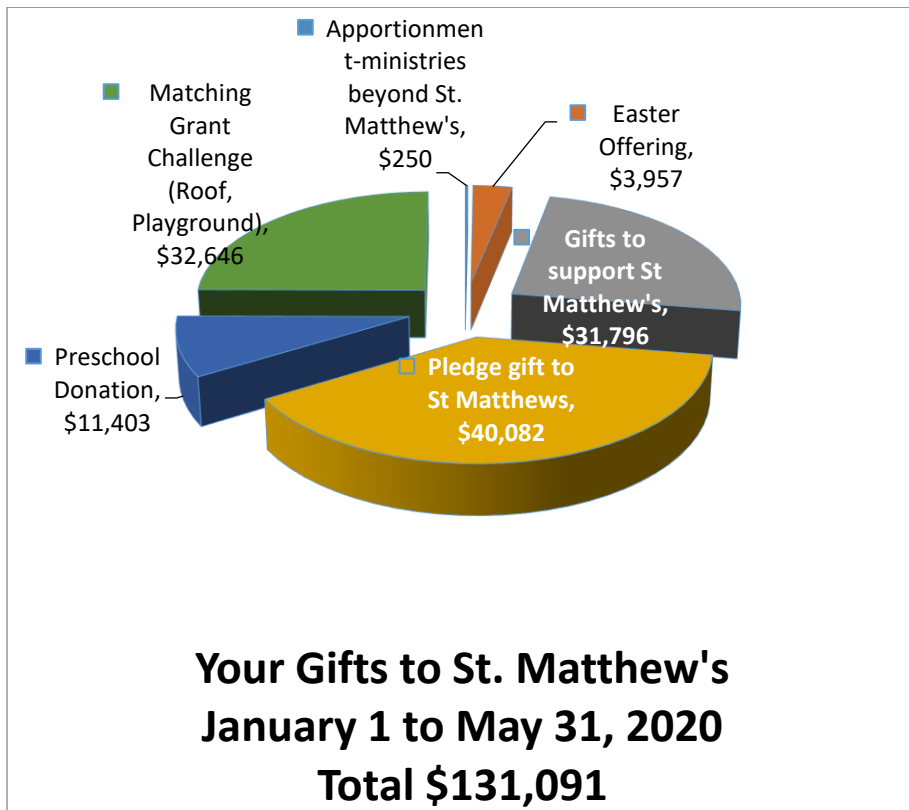 Apportionmen
t-ministries
beyond St.
Matthew's,
$250
Easter
Offering,
$3,957
Gifts to
support St
Matthew's,
$31,796
Pledge gift to
St Matthews,
$40,082
Preschool
Donation,
$11,403
Matching
Grant
Challenge
(Roof,
Playground),
$32,646
Your Gifts to St. Matthew's
January 1 to May 31, 2020
Total $131,091